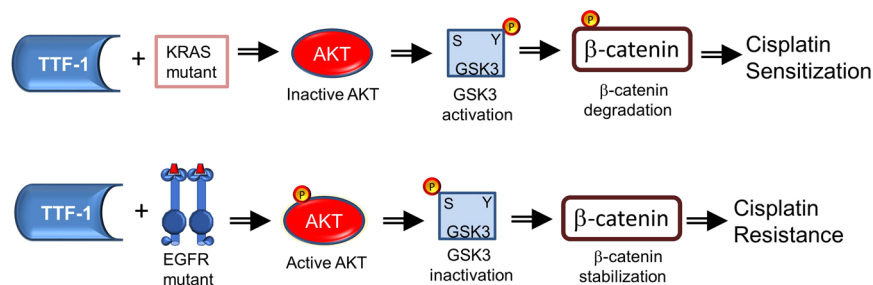 TTF-1
+
KRAS
mutant
AKT
Inactive AKT
P
S Y
GSK3
GSK3
activation
P
β-catenin
β-catenin
degradation
Cisplatin
Sensitization
TTF-1
+
EGFR
mutant
P
AKT
Active AKT
P
S Y
GSK3
GSK3
inactivation
β-catenin
β-catenin
stabilization
Cisplatin
Resistance